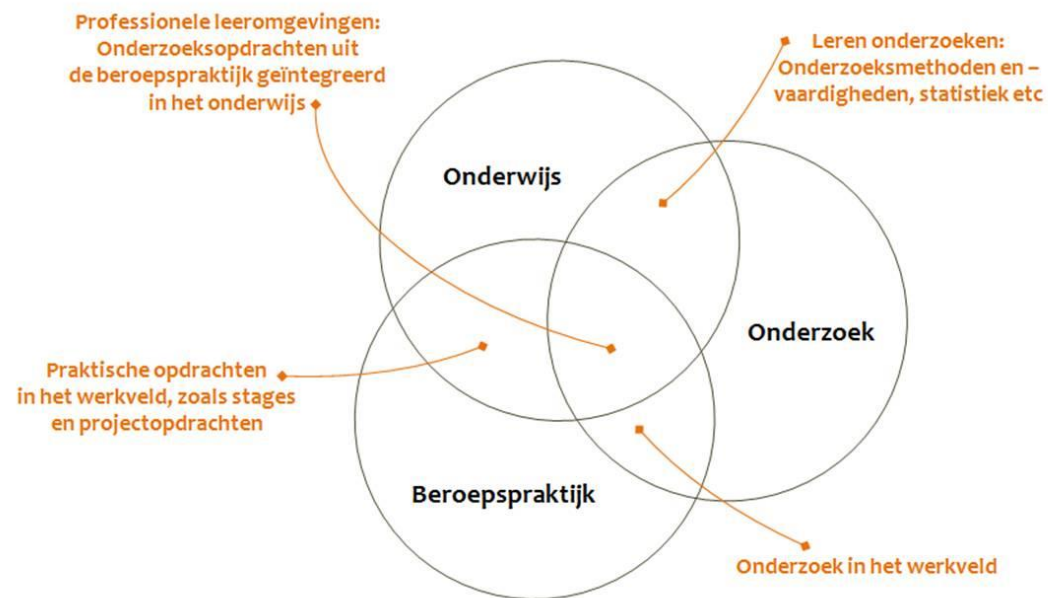 Professionele leeromgevingen:
Onderzoeksopdrachten uit
de beroepspraktijk geïntegreerd
in het onderwijs
Leren onderzoeken:
Onderzoeksmethoden en –
vaardigheden, statistiek etc
Onderwijs
Onderzoek
Praktische opdrachten
in het werkveld, zoals stages
en projectopdrachten
Beroepspraktijk
Onderzoek in het werkveld